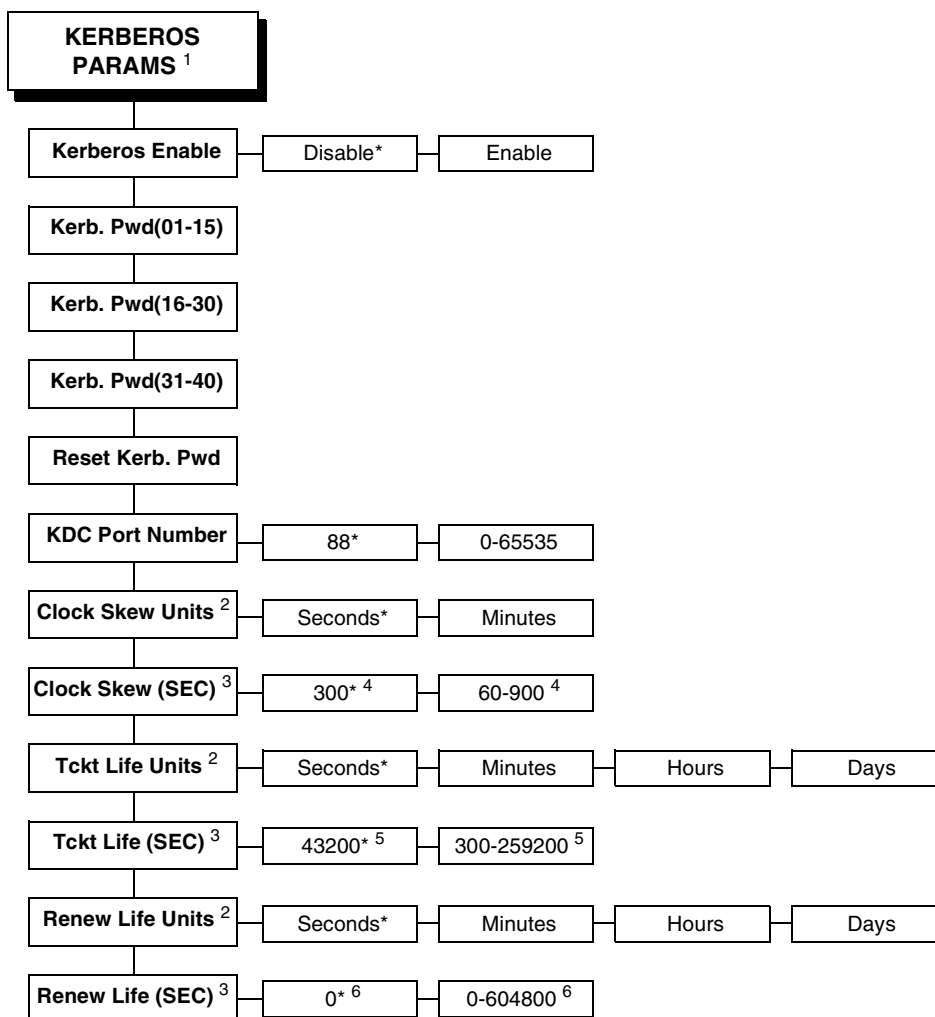 KERBEROS
PARAMS 1
Kerberos Enable Disable* Enable
Kerb. Pwd(01-15)
Kerb. Pwd(16-30)
Kerb. Pwd(31-40)
Reset Kerb. Pwd
KDC Port Number 88* 0-65535
Clock Skew Units 2 Seconds* Minutes
Clock Skew (SEC) 3 300* 4 60-900 4
Tckt Life Units 2 Seconds* Minutes Hours Days
Tckt Life (SEC) 3 43200* 5 300-259200 5
Renew Life Units 2 Seconds* Minutes Hours Days
Renew Life (SEC) 3 0* 6 0-604800 6